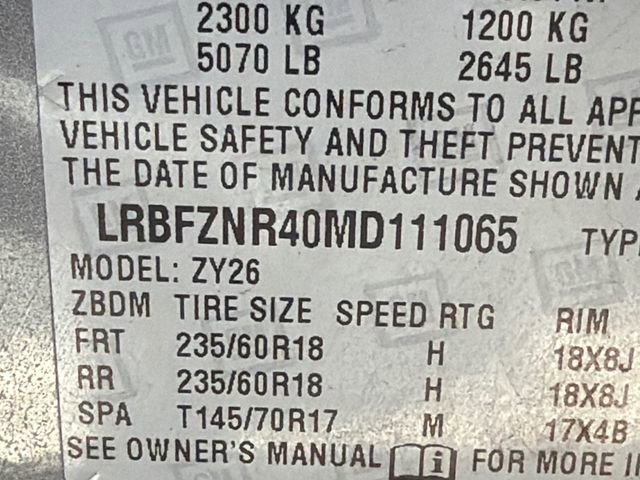 2300 KG 1200 KG
5070 LB 2645 LB
THIS VEHICLE CONFORMS TO ALL
VEHICLE SAFETY AND THEFT
THE DATE OF MANUFACTURE SHOWN
LRBFZNR40MD111065
MODEL: ZY26
ZBDM TIRE SIZE SPEED RTG RIM
FRT 235/60R18 H 18X8J
RR 235/60R18 H 18X8J
SPA T145/70R17 M 17X4B
SEE OWNER'S MANUAL i FOR MORE
GM